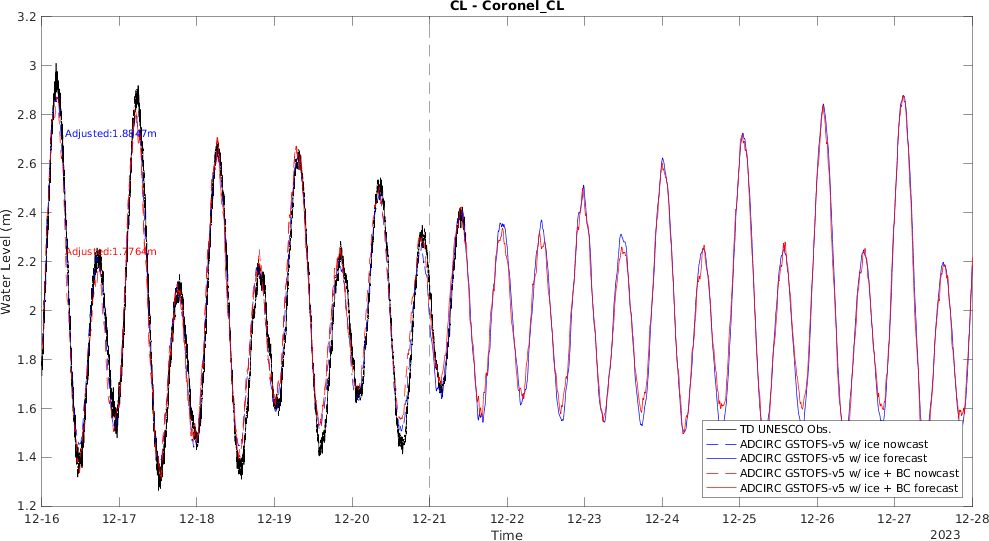 CL - Coronel_CL
3.2
3
2.8
2.6
2.4
2.2
2
1.8
1.6
1.4
1.2
Water Level (m)
Adjusted:1.8847m
Adjusted:1.7764m
TD UNESCO Obs.
ADCIRC GSTOFS-v5 w/ ice nowcast
ADCIRC GSTOFS-v5 w/ ice forecast
ADCIRC GSTOFS-v5 w/ ice + BC nowcast
ADCIRC GSTOFS-v5 w/ ice + BC forecast
12-16 12-17 12-18 12-19 12-20 12-21 12-22 12-23 12-24 12-25 12-26 12-27 12-28
Time
2023